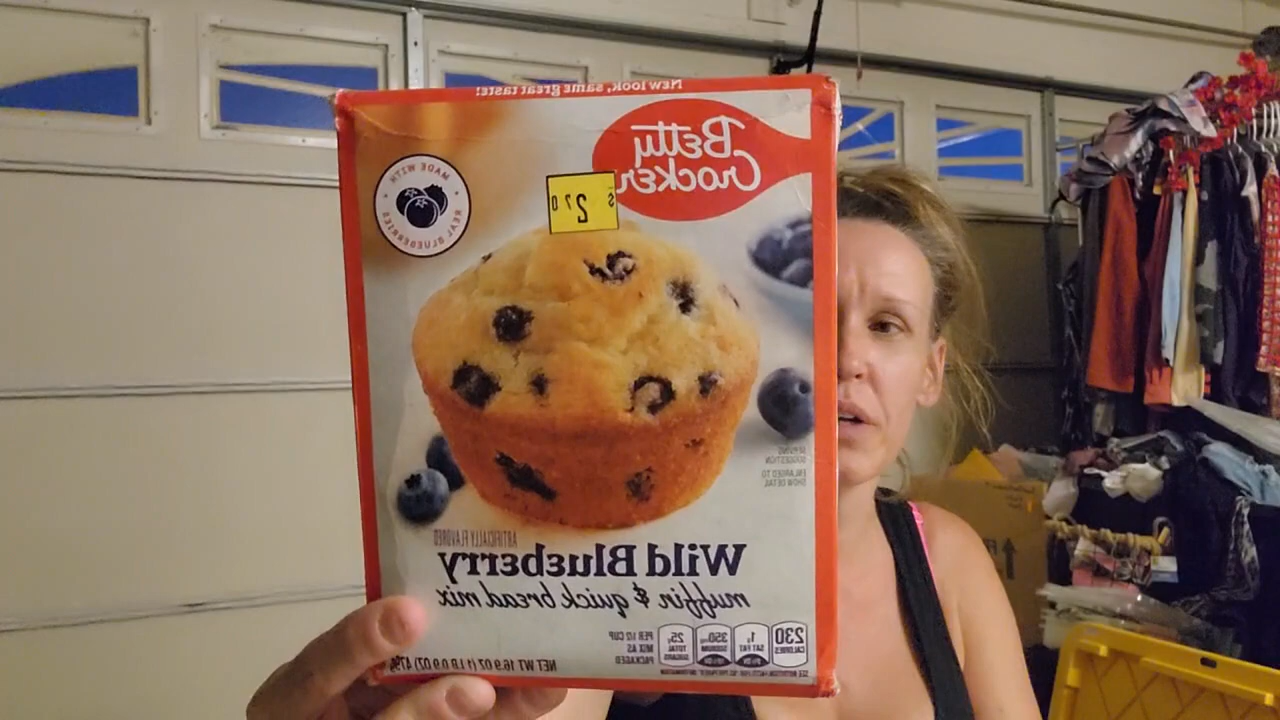 New look, same great taste!
Betty
Crocker
MADE WITH
REAL BLUEBERRIES
$ 2 70
SERVING
SUGGESTION
ENLARGED TO
SHOW DETAIL
ARTIFICIALLY FLAVORED
Wild Blueberry
muffin & quick bread mix
PER 1/2 CUP
MIX AS
PACKAGED
230
CALORIES
1g
SAT FAT
350mg
SODIUM
25g
TOTAL
SUGARS
NET WT 16.9 OZ (1 LB 0.9 OZ) 479g